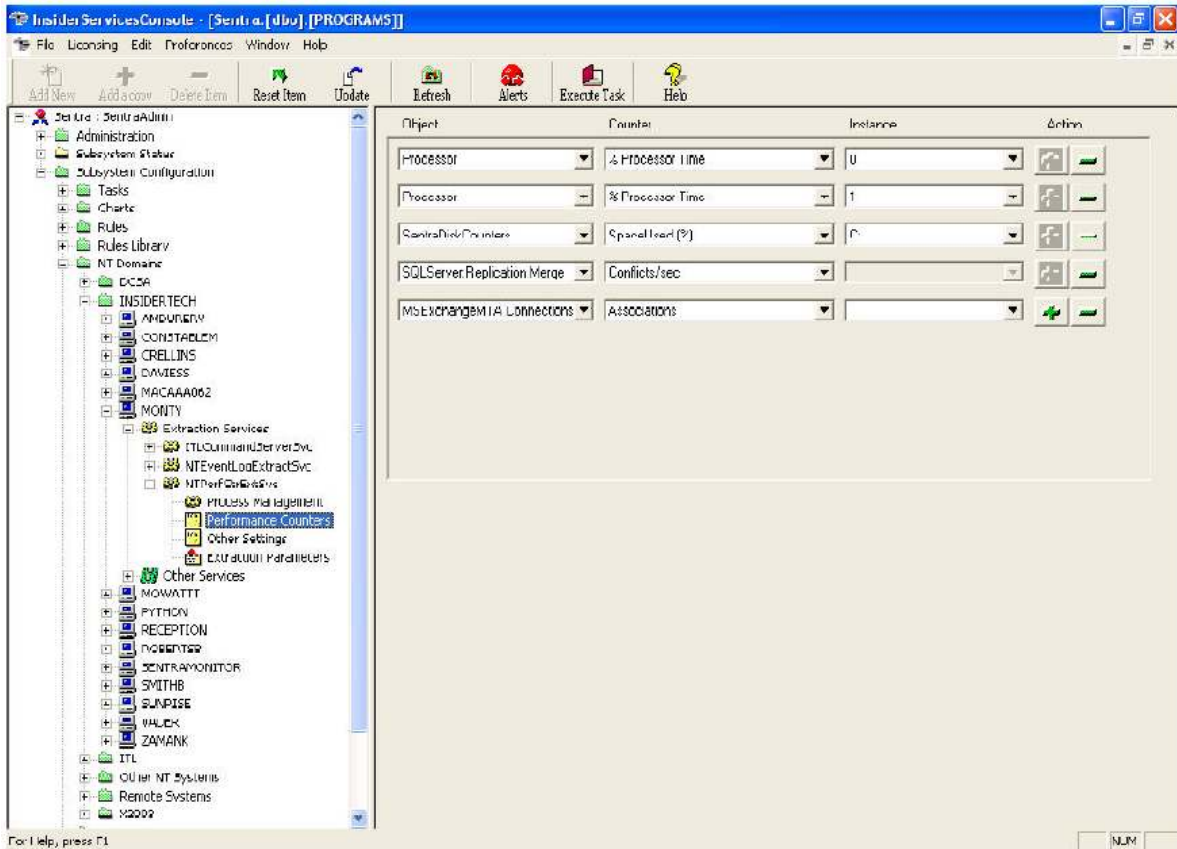 InsiderServicesConsole - [Sentra.[dbo].[PROGRAMS]]
File Licensing Edit Preferences Window Help
Add New Add a copy Delete Item Reset Item Update Refresh Alerts Execute Task Help
Sentra : SentraAdmin
Administration
Subsystem Status
Subsystem Configuration
Tasks
Charts
Rules
Rules Library
NT Domains
INSIDERTECH
CONSTABLEM
CRELLINS
DAVIESS
MACAAA062
MONTY
Extraction Services
ITLCommandServerSvc
NTEventLogExtractSvc
NTPerfCtrExtSvc
Process Management
Performance Counters
Other Settings
Extraction Parameters
Other Services
MOWATTT
PYTHON
RECEPTION
SENTRAMONITOR
SMITHB
SUNRISE
VADER
ZAMANK
ITL
Other NT Systems
Remote Systems
Object Counter Instance Action
Processor % Processor Time 0
Processor % Processor Time 1
SentraDiskCounters SpaceUsed (%) C:
SQLServer:Replication Merge Conflicts/sec
MSExchangeMTA Connections Associations
For Help, press F1
NUM